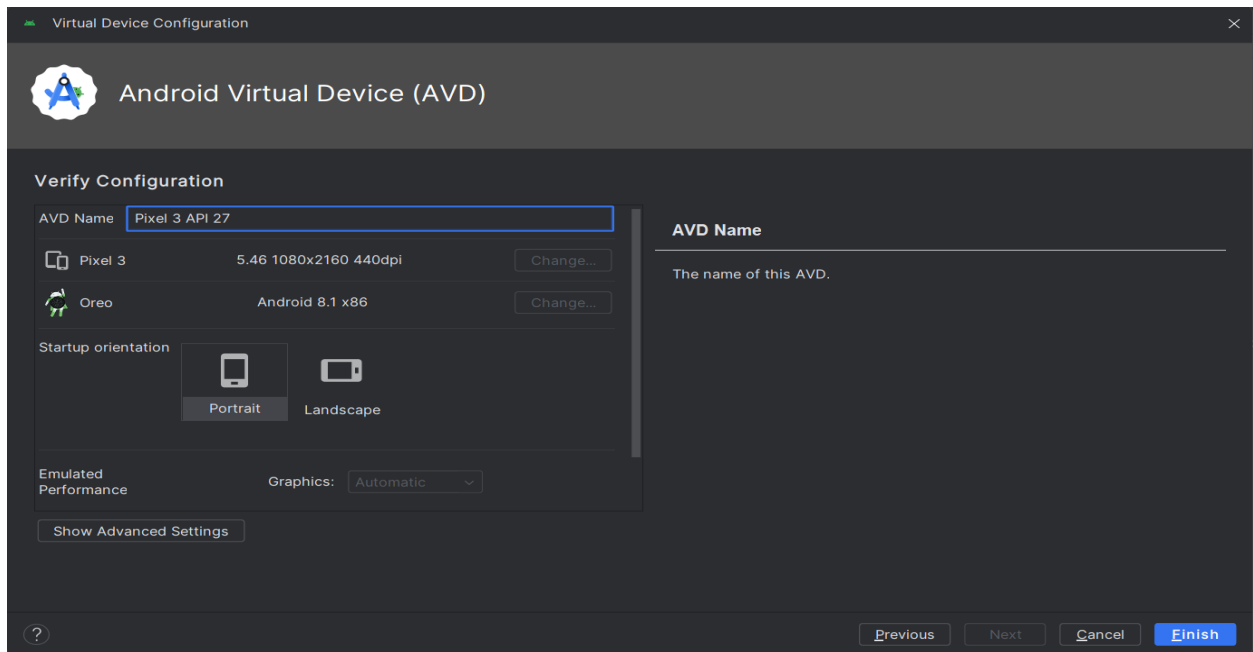 Virtual Device Configuration
Android Virtual Device (AVD)
Verify Configuration
AVD Name Pixel 3 API 27
Pixel 3 5.46 1080x2160 440dpi Change...
Oreo Android 8.1 x86 Change...
Startup orientation
Portrait Landscape
Emulated
Performance
Graphics: Automatic
Show Advanced Settings
AVD Name
The name of this AVD.
? Previous Next Cancel Finish